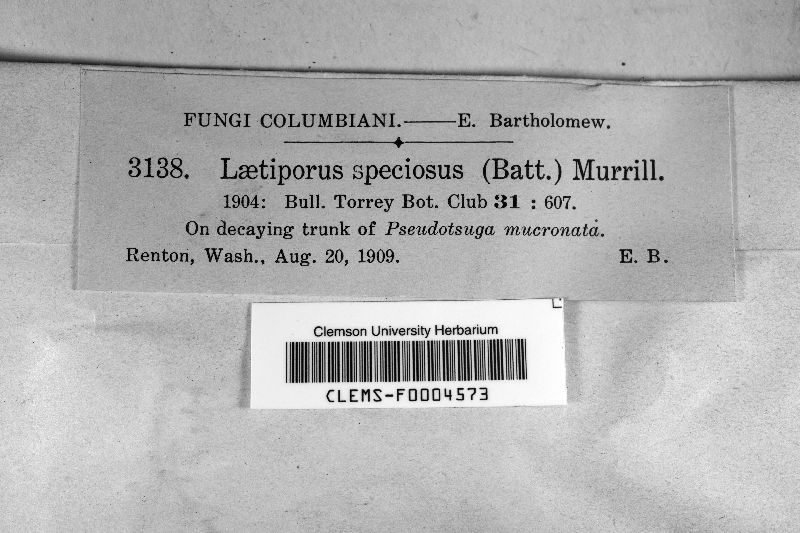 FUNGI COLUMBIANI.——E. Bartholomew.
3138. Lætiporus speciosus (Batt.) Murrill.
1904: Bull. Torrey Bot. Club 31 : 607.
On decaying trunk of Pseudotsuga mucronata.
Renton, Wash., Aug. 20, 1909. E. B.
Clemson University Herbarium
CLEMS-F0004573